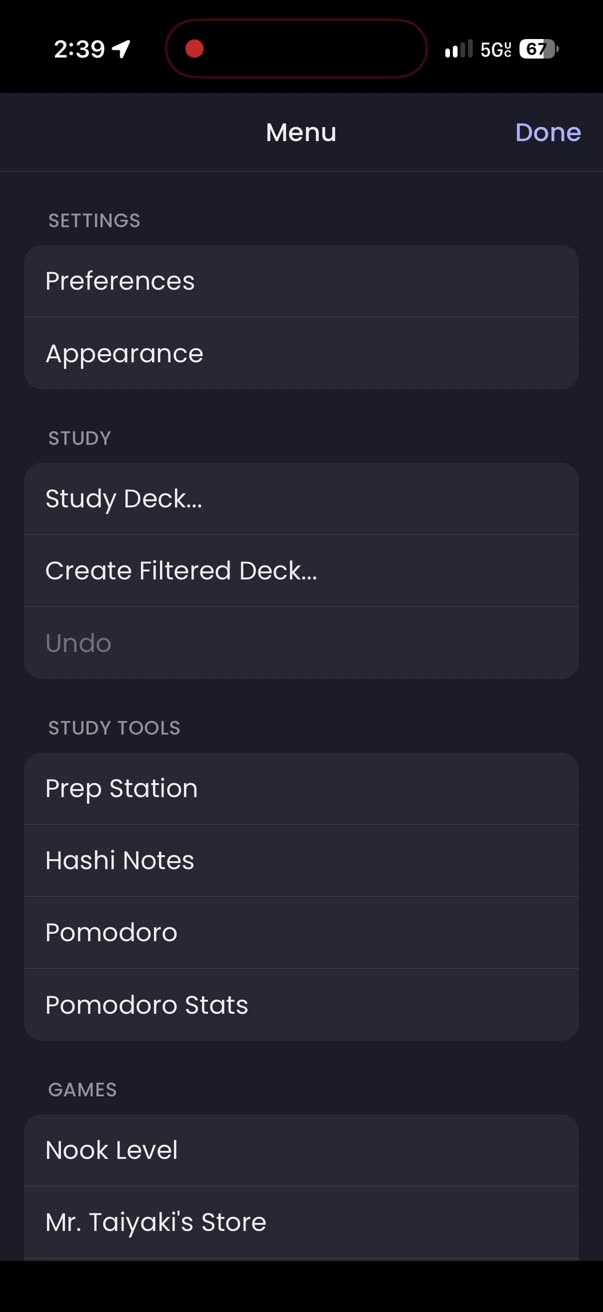 2:39
5G UC
67
Menu
Done
SETTINGS
Preferences
Appearance
STUDY
Study Deck...
Create Filtered Deck...
Undo
STUDY TOOLS
Prep Station
Hashi Notes
Pomodoro
Pomodoro Stats
GAMES
Nook Level
Mr. Taiyaki's Store